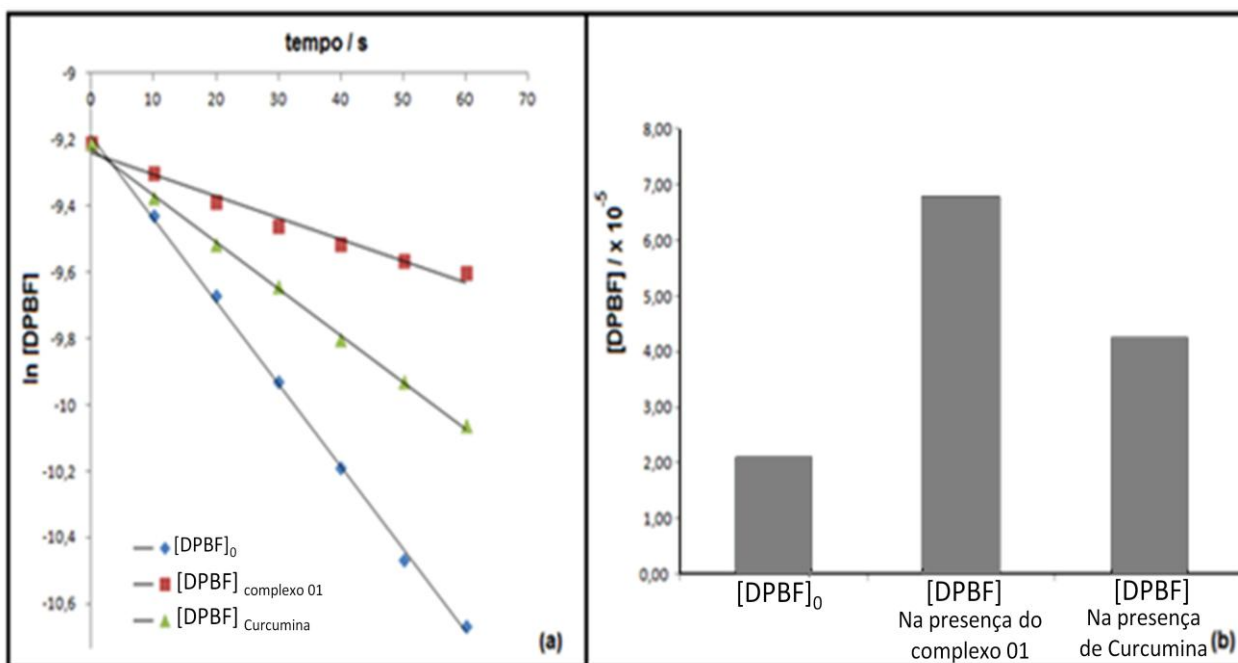 tempo / s
-9
0 10 20 30 40 50 60 70
-9,2
-9,4
-9,6
-9,8
-10
-10,2
-10,4
-10,6
ln [DPBF]
[DPBF]0
[DPBF] complexo 01
[DPBF] Curcumina
(a)
8,00
7,00
6,00
5,00
4,00
3,00
2,00
1,00
0,00
[DPBF] / x 10-5
[DPBF]0
[DPBF]
Na presença do
complexo 01
[DPBF]
Na presença
de Curcumina
(b)